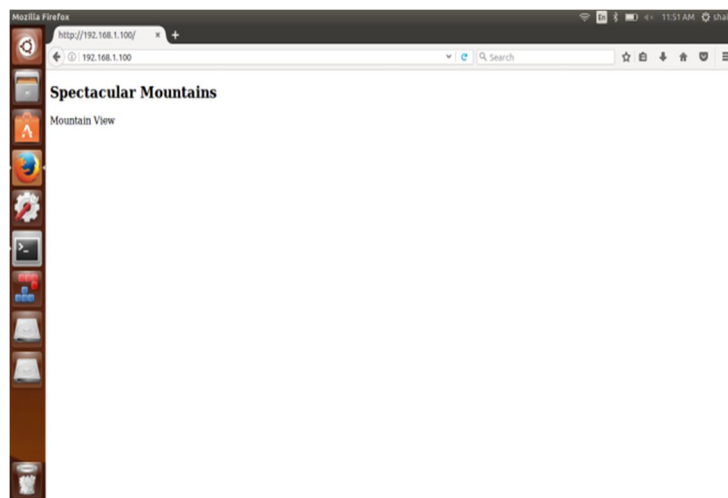 Mozilla Firefox
En
11:51 AM
http://192.168.1.100/
192.168.1.100
Search
Spectacular Mountains
Mountain View